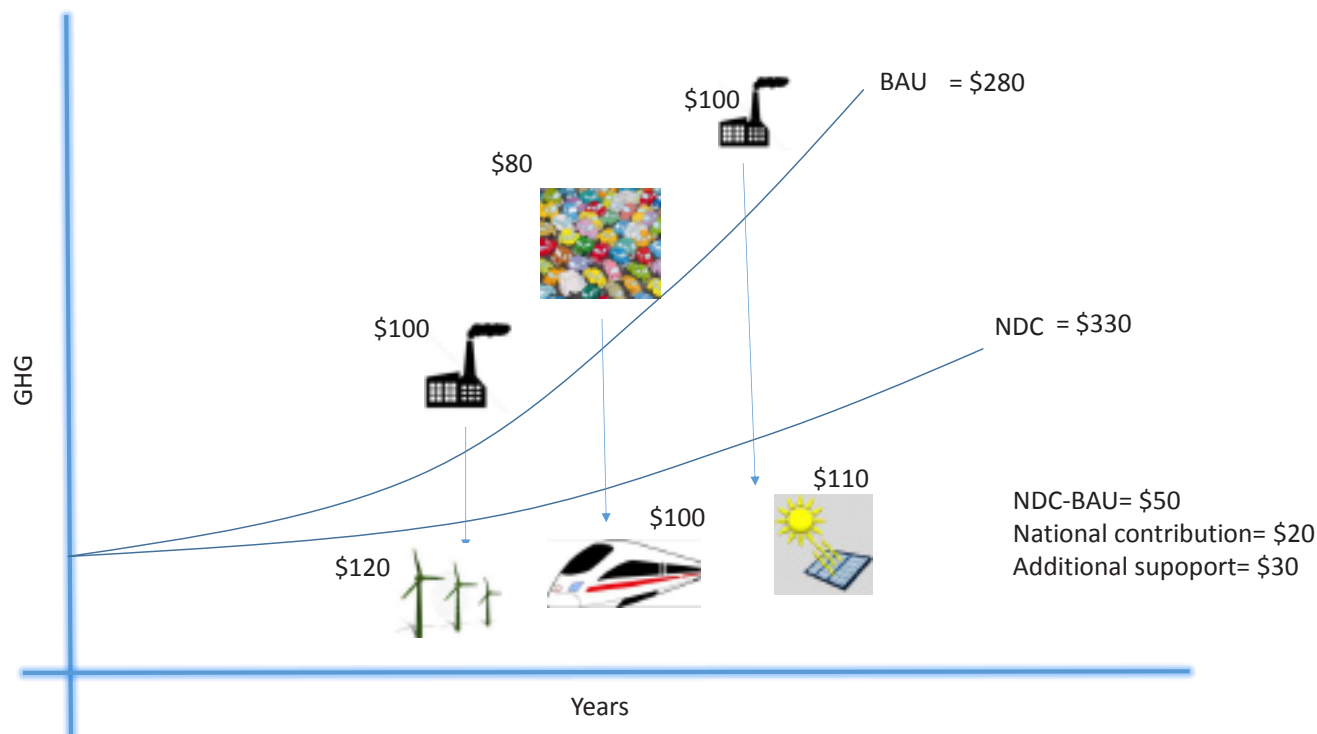 BAU = $280
$100
$80
$100
NDC = $330
GHG
$110
$100
$120
NDC-BAU= $50
National contribution= $20
Additional supoport= $30
Years